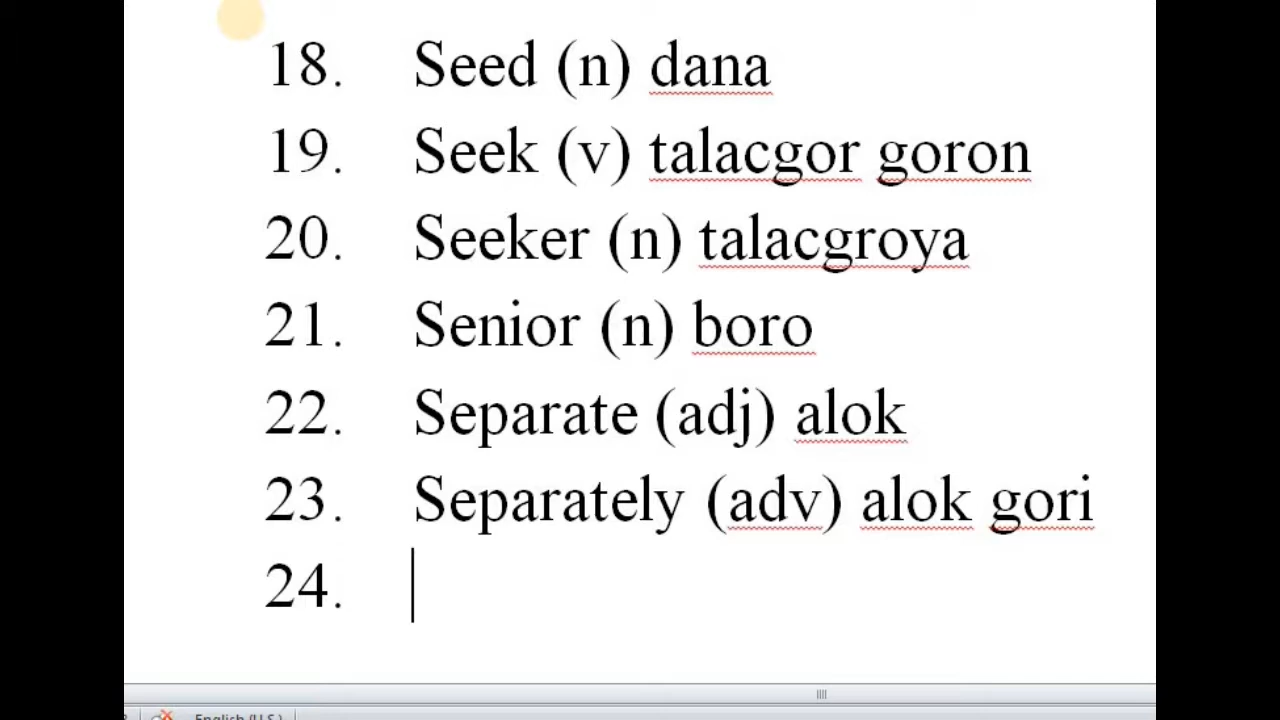 18. Seed (n) dana
19. Seek (v) talacgor goron
20. Seeker (n) talacgroya
21. Senior (n) boro
22. Separate (adj) alok
23. Separately (adv) alok gori
24.
English (U.S.)